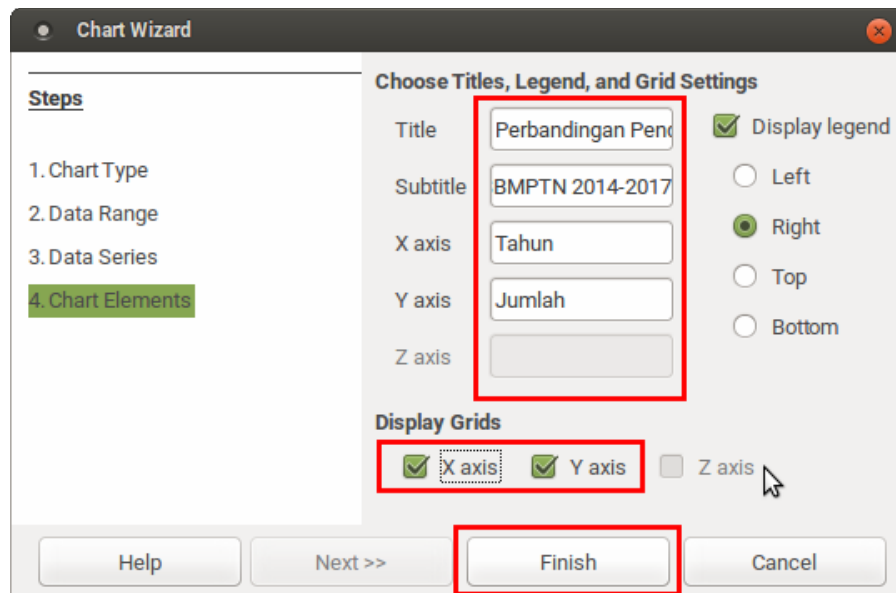 Chart Wizard
Steps
1. Chart Type
2. Data Range
3. Data Series
4. Chart Elements
Choose Titles, Legend, and Grid Settings
Title Perbandingan Pend
Subtitle BMPTN 2014-2017
X axis Tahun
Y axis Jumlah
Z axis
Display legend
Left
Right
Top
Bottom
Display Grids
X axis Y axis Z axis
Help Next >> Finish Cancel